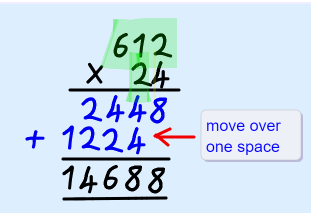 612
x 24
2448
+ 1224
move over
one space
14688